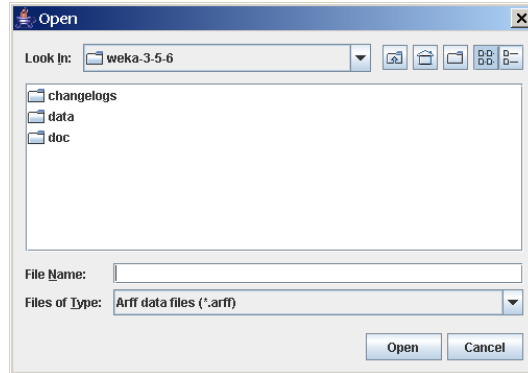 Open
Look In: weka-3-5-6
changelogs
data
doc
File Name:
Files of Type: Arff data files (*.arff)
Open Cancel